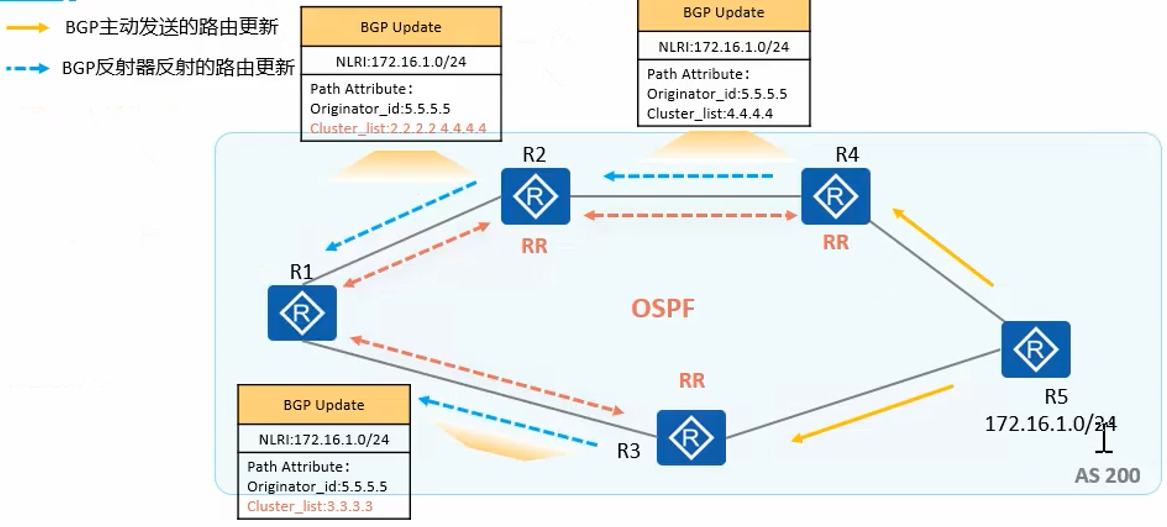 BGP主动发送的路由更新
BGP反射器反射的路由更新
BGP Update
NLRI:172.16.1.0/24
Path Attribute：
Originator_id:5.5.5.5
Cluster_list:2.2.2.2 4.4.4.4
BGP Update
NLRI:172.16.1.0/24
Path Attribute：
Originator_id:5.5.5.5
Cluster_list:4.4.4.4
R2
R
RR
R4
R
RR
R1
R
OSPF
R
R5
172.16.1.0/24
RR
R3
R
BGP Update
NLRI:172.16.1.0/24
Path Attribute：
Originator_id:5.5.5.5
Cluster_list:3.3.3.3
AS 200